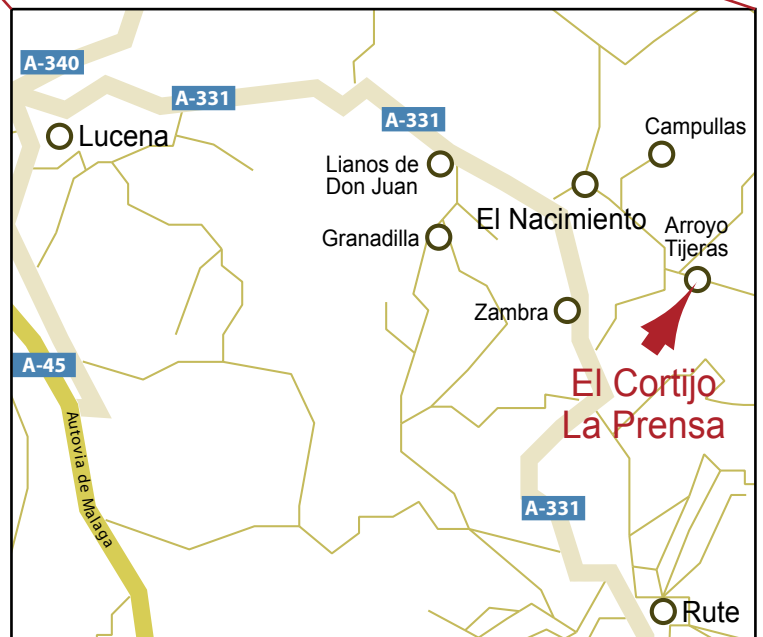 A-340
A-331
A-331
Lucena
Campullas
Lianos de
Don Juan
El Nacimiento
Arroyo
Tijeras
Granadilla
Zambra
A-45
El Cortijo
La Prensa
Autovia de Malaga
A-331
Rute